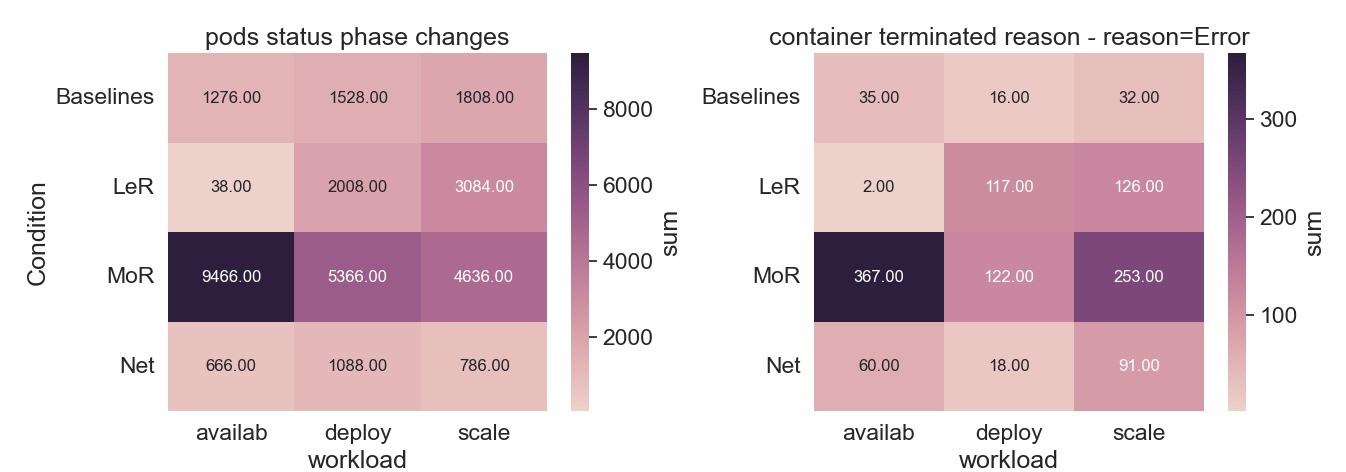 pods status phase changes
container terminated reason - reason=Error
Condition
Baselines 1276.00 1528.00 1808.00
LeR 38.00 2008.00 3084.00
MoR 9466.00 5366.00 4636.00
Net 666.00 1088.00 786.00
availab deploy scale
workload
8000
6000
4000
2000
sum
Baselines 35.00 16.00 32.00
LeR 2.00 117.00 126.00
MoR 367.00 122.00 253.00
Net 60.00 18.00 91.00
availab deploy scale
workload
300
200
100
sum